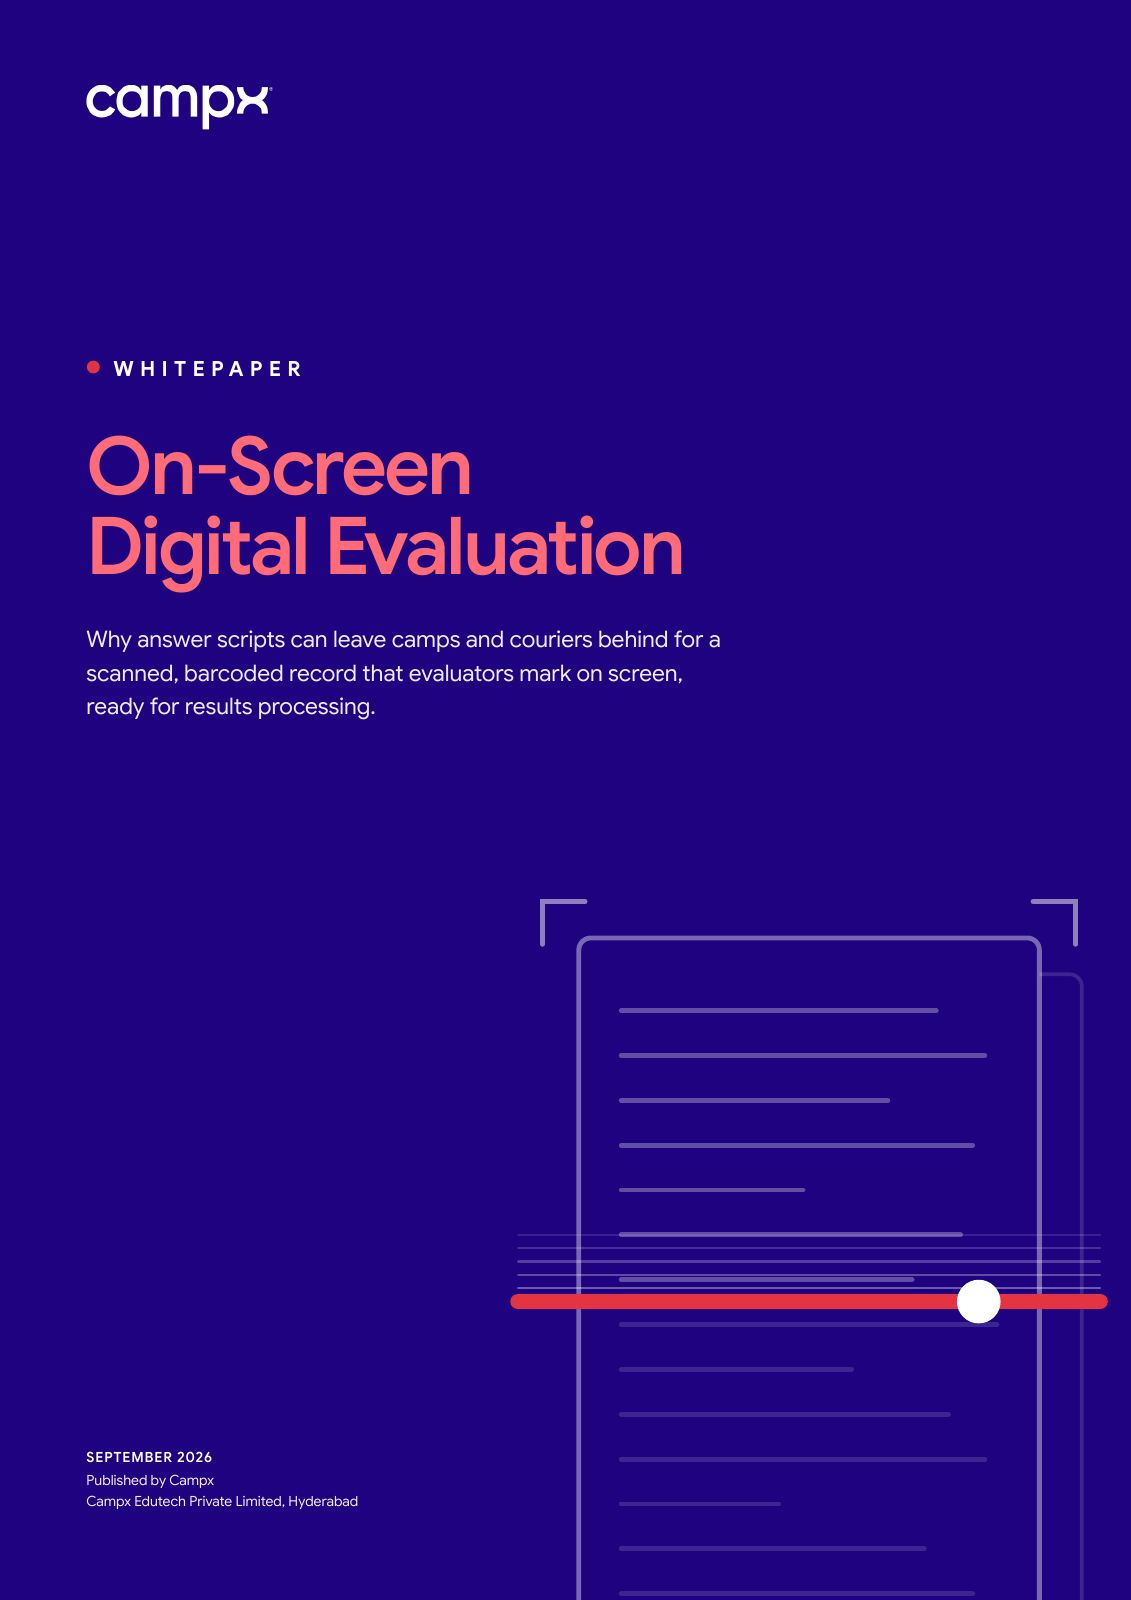 campx
WHITEPAPER
On-Screen
Digital Evaluation
Why answer scripts can leave camps and couriers behind for a
scanned, barcoded record that evaluators mark on screen,
ready for results processing.
SEPTEMBER 2026
Published by Campx
Campx Edutech Private Limited, Hyderabad